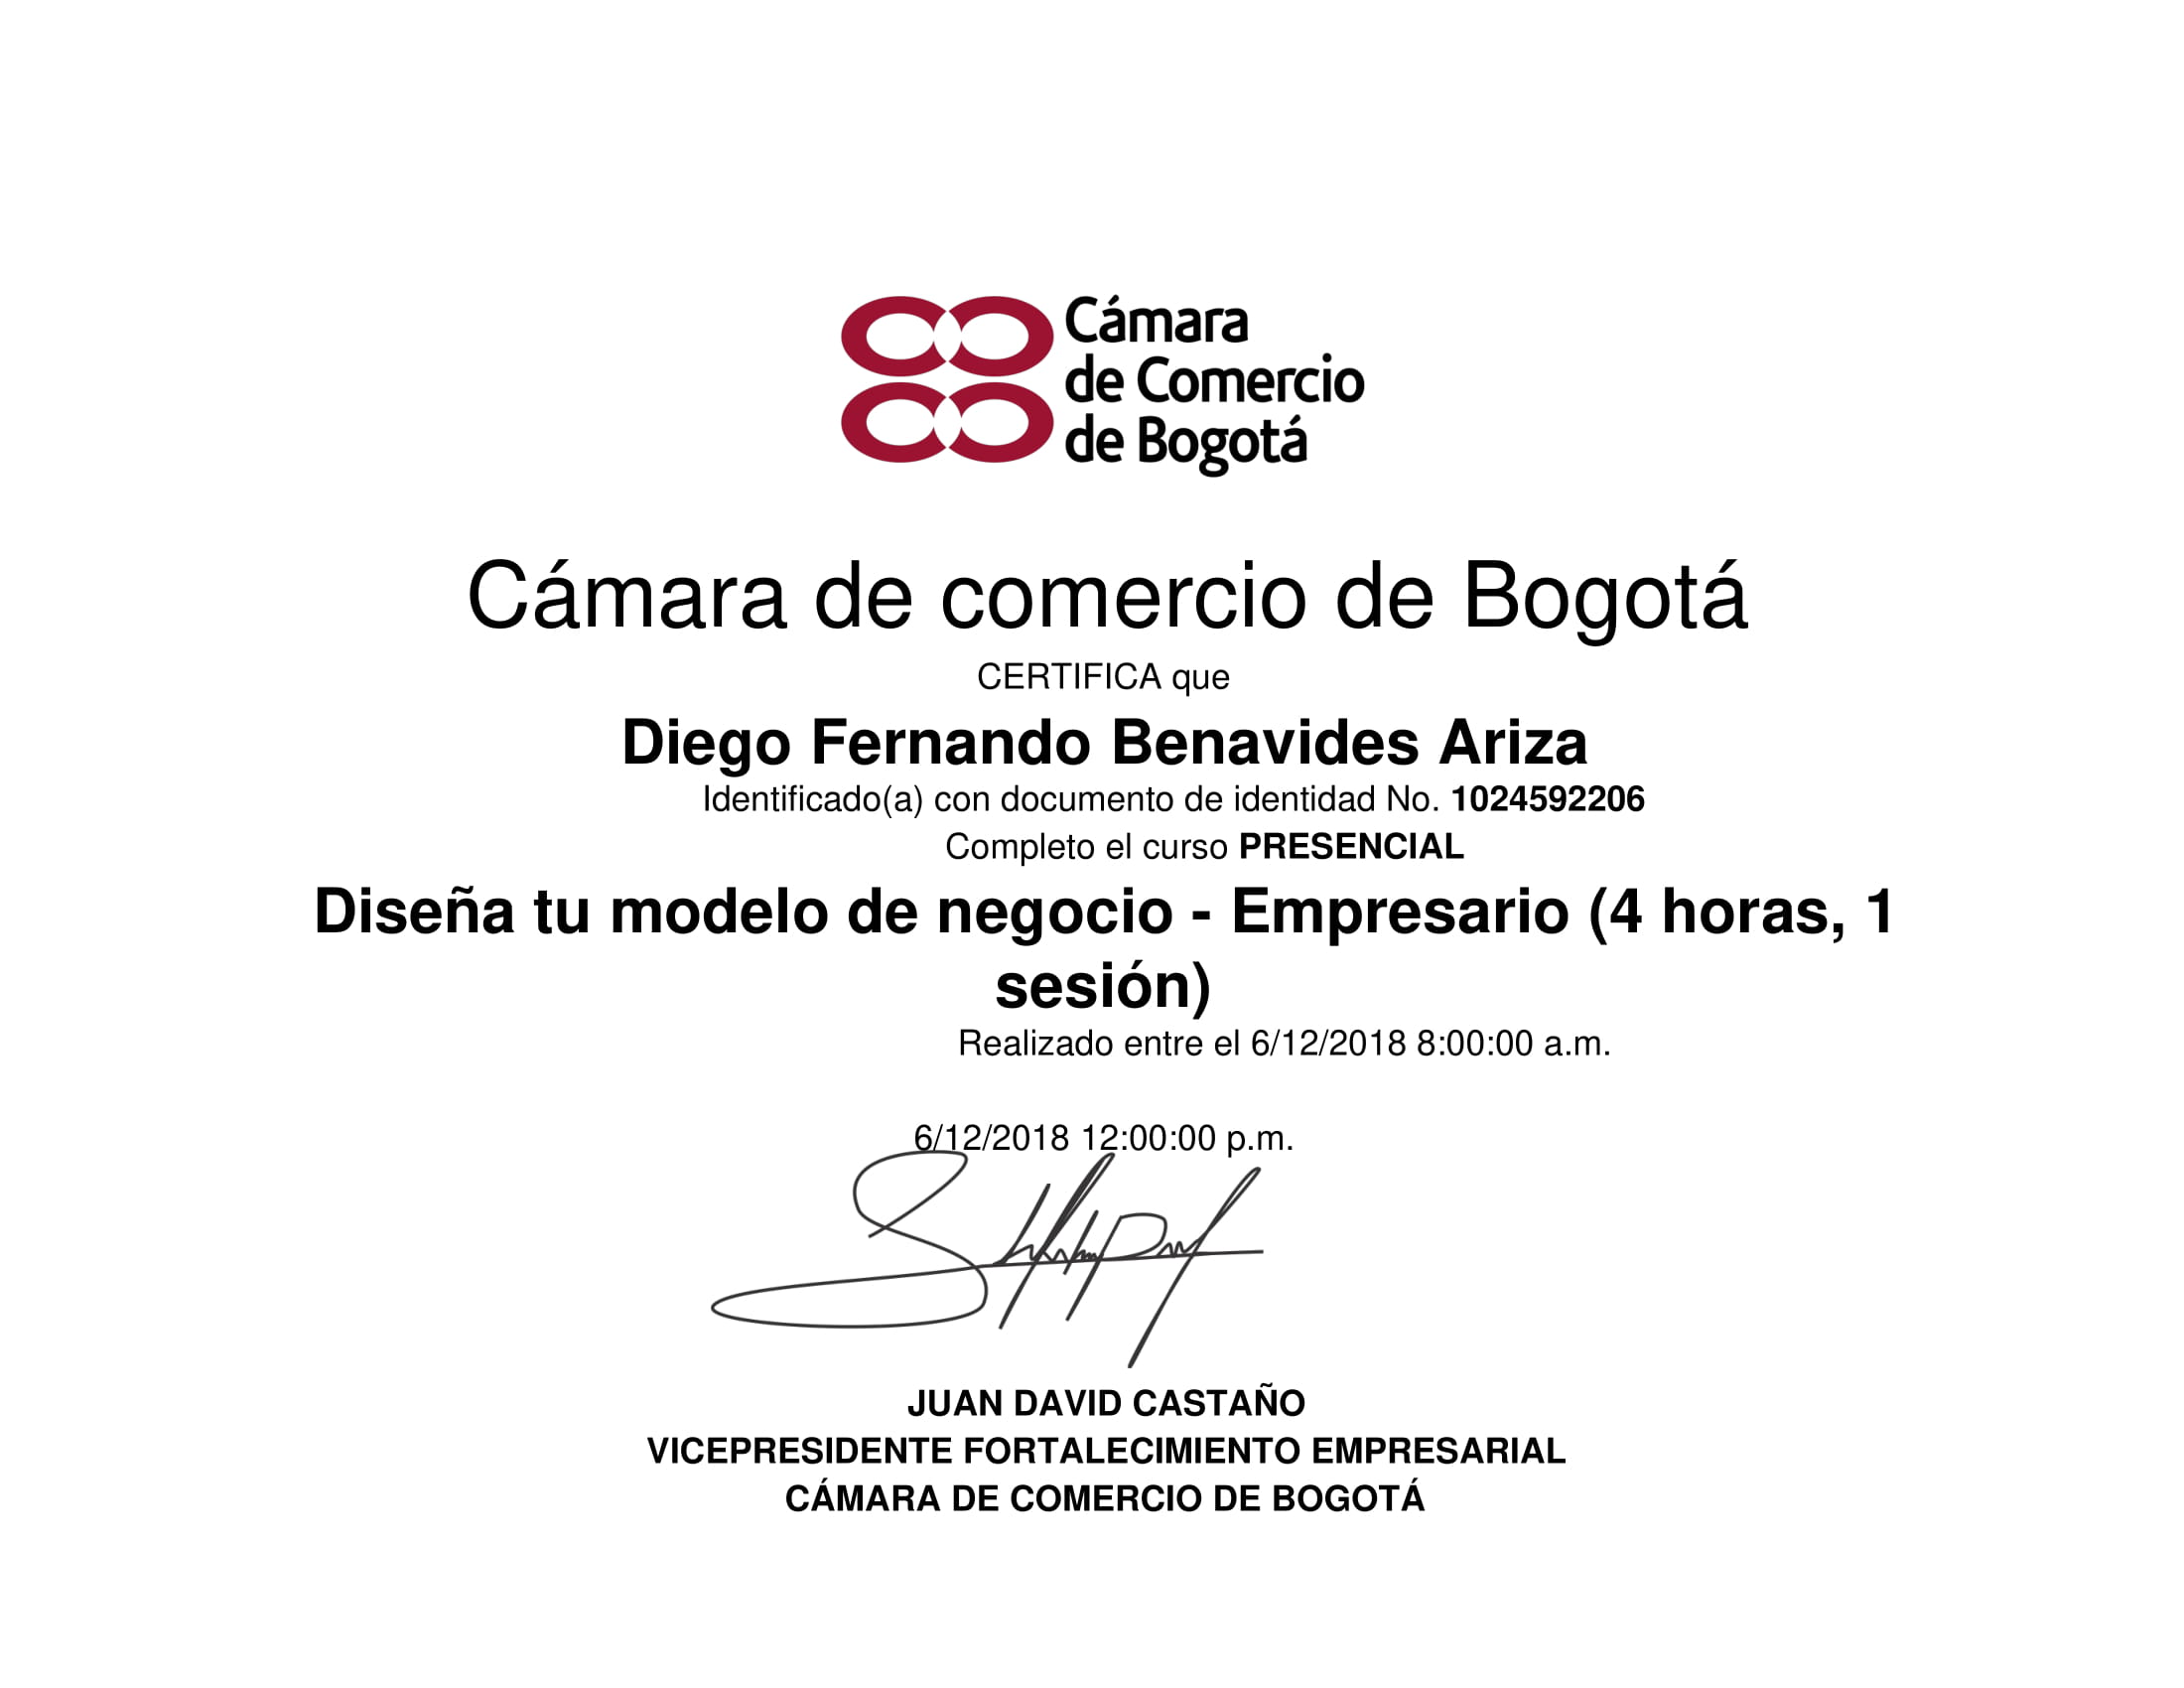 Cámara
de Comercio
de Bogotá
Cámara de comercio de Bogotá
CERTIFICA que
Diego Fernando Benavides Ariza
Identificado(a) con documento de identidad No. 1024592206
Completo el curso PRESENCIAL
Diseña tu modelo de negocio - Empresario (4 horas, 1
sesión)
Realizado entre el 6/12/2018 8:00:00 a.m.
6/12/2018 12:00:00 p.m.
JUAN DAVID CASTAÑO
VICEPRESIDENTE FORTALECIMIENTO EMPRESARIAL
CÁMARA DE COMERCIO DE BOGOTÁ